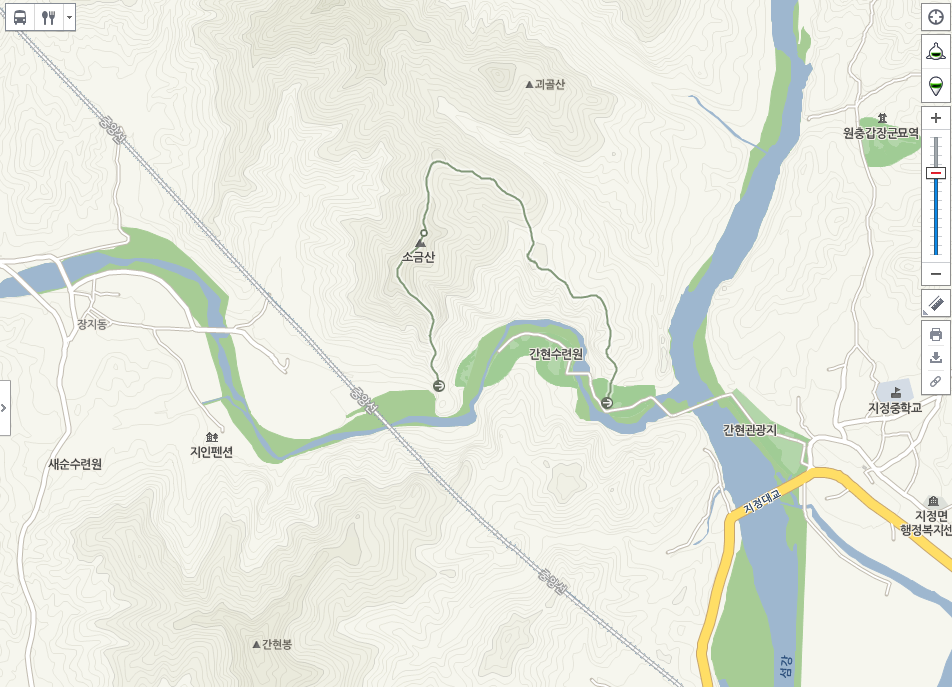 중앙선
괴골산
원충갑장군묘역
소금산
장지동
간현수련원
중앙선
지정중학교
지인펜션
간현관광지
새순수련원
지정대교
지정면
행정복지센
중앙선
간현봉
섬강